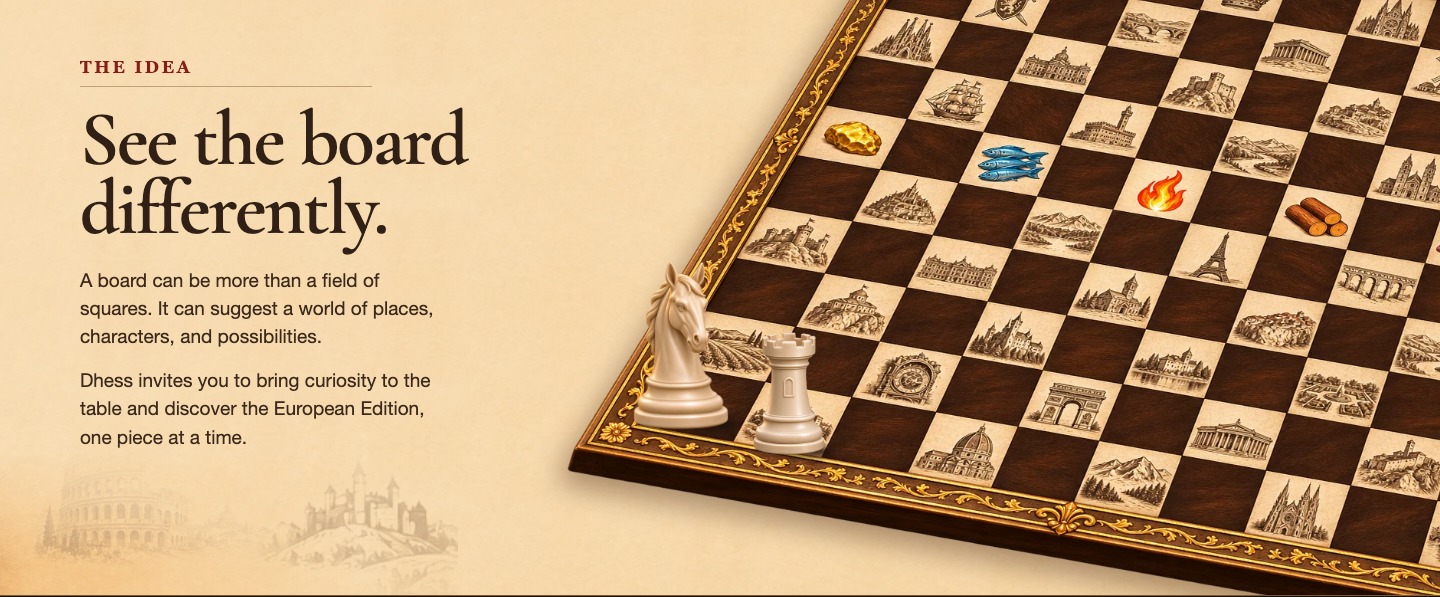 THE IDEA
See the board
differently.
A board can be more than a field of
squares. It can suggest a world of places,
characters, and possibilities.
Dhess invites you to bring curiosity to the
table and discover the European Edition,
one piece at a time.